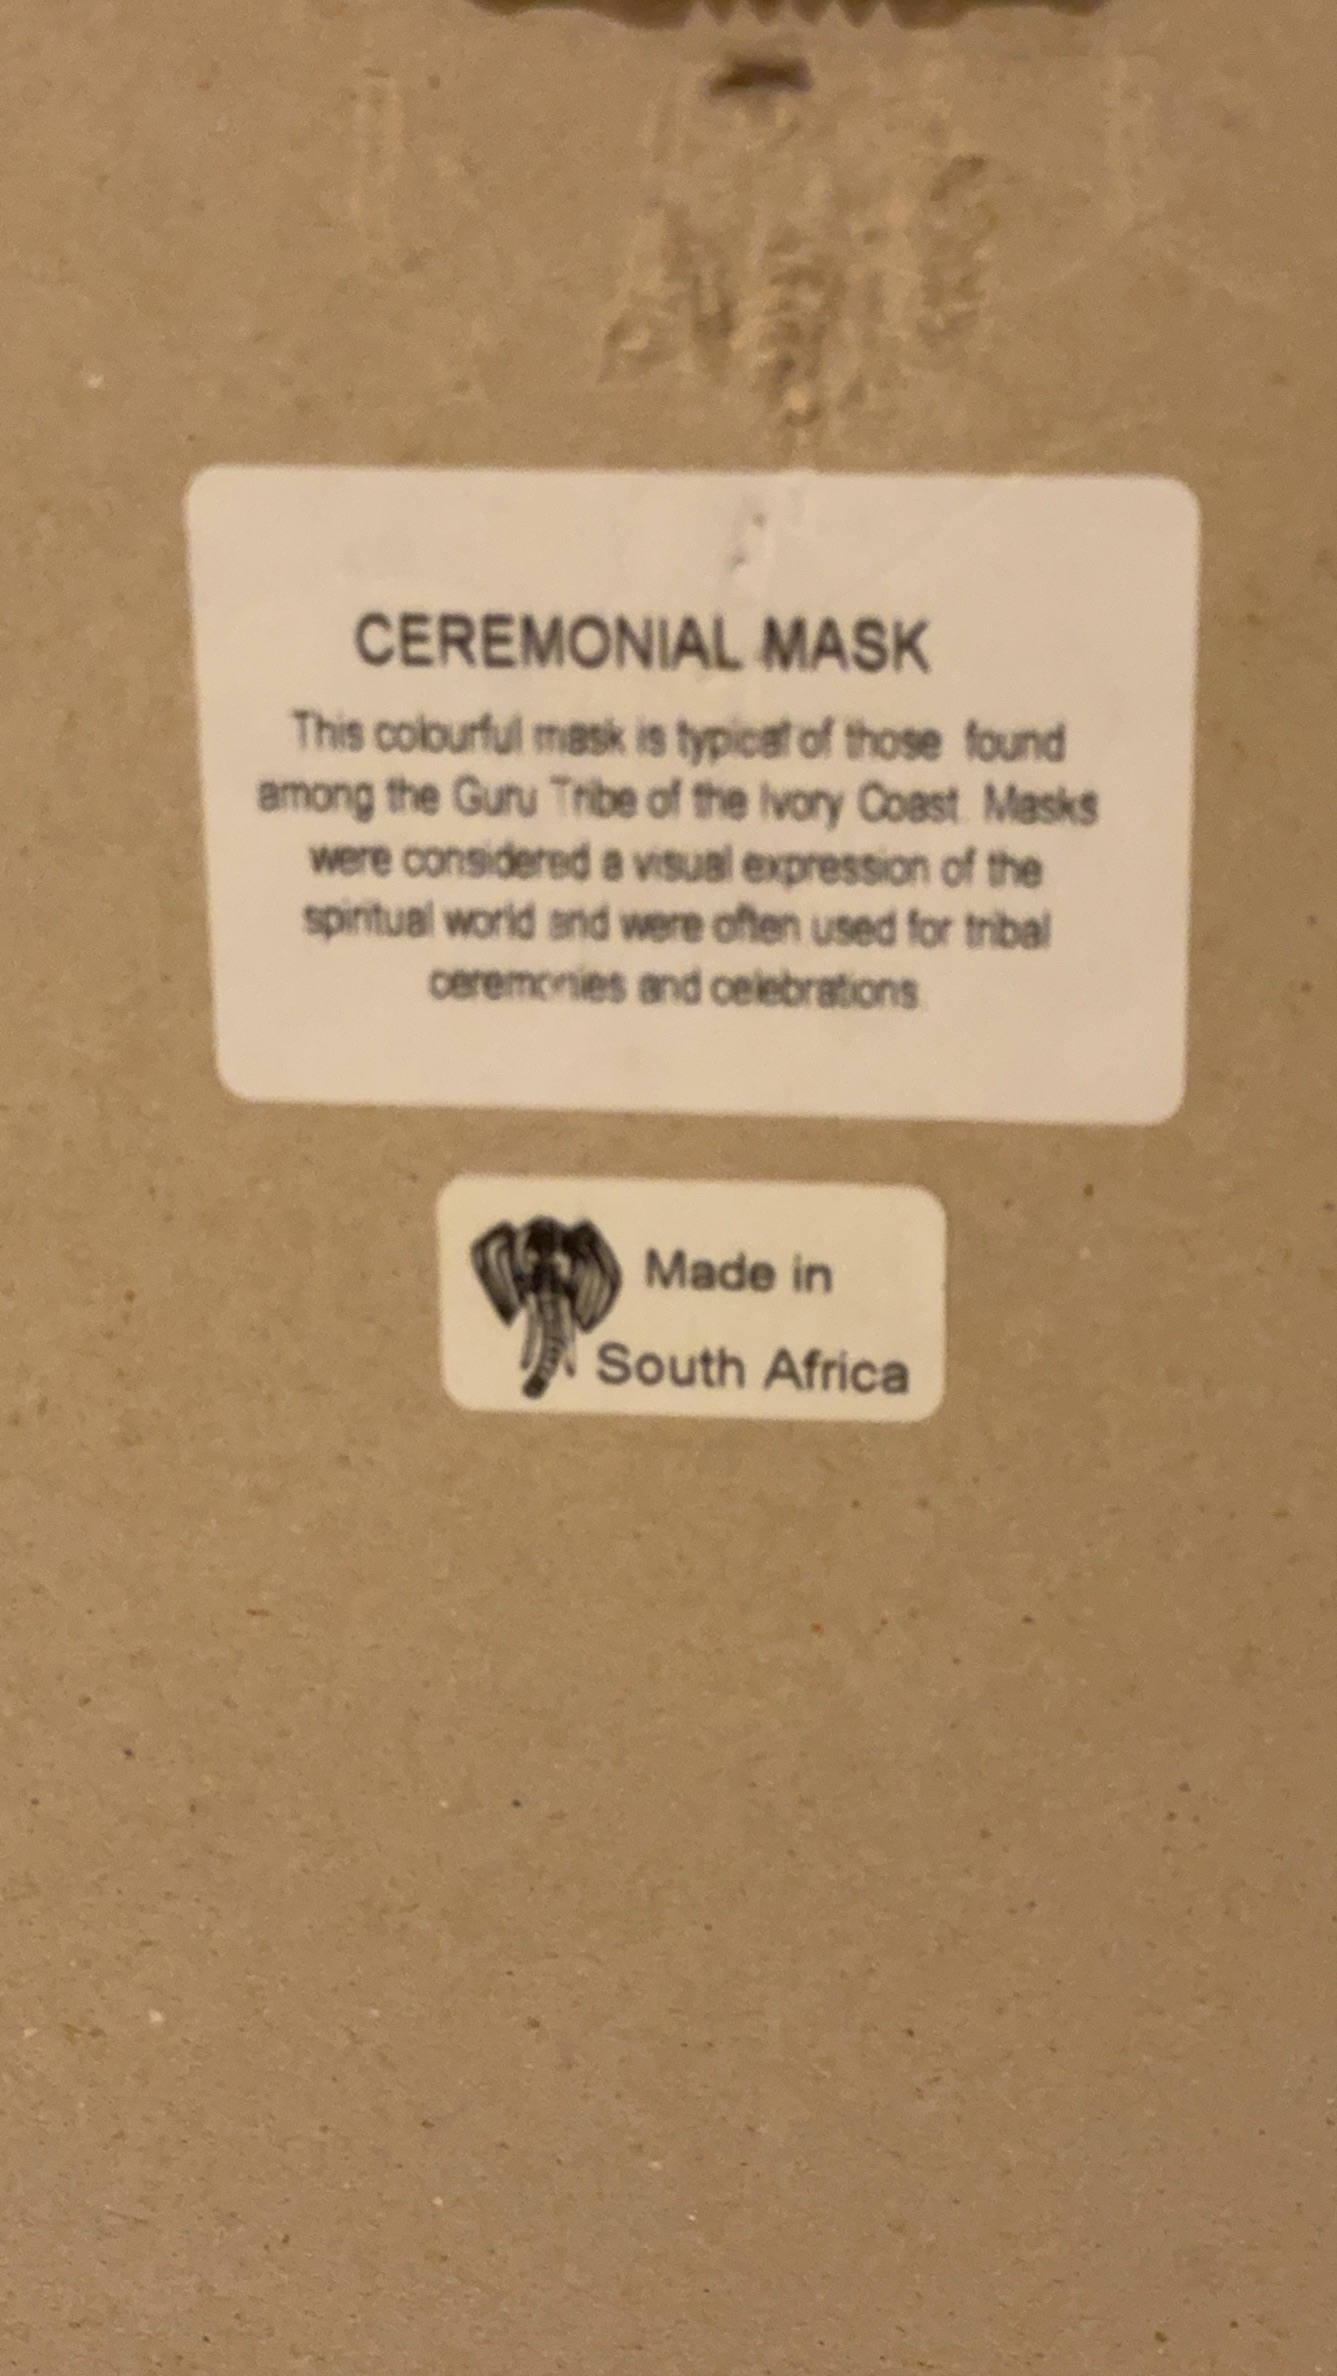 CEREMONIAL MASK
This colourful mask is typical of those found
among the Guru Tribe of the Ivory Coast. Masks
were considered a visual expression of the
spiritual world and were often used for tribal
ceremonies and celebrations.
Made in
South Africa